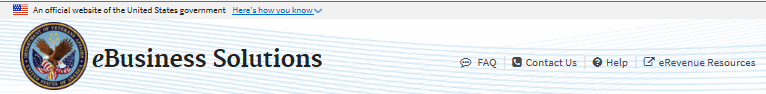 An official website of the United States government Here's how you know
eBusiness Solutions
FAQ Contact Us Help eRevenue Resources